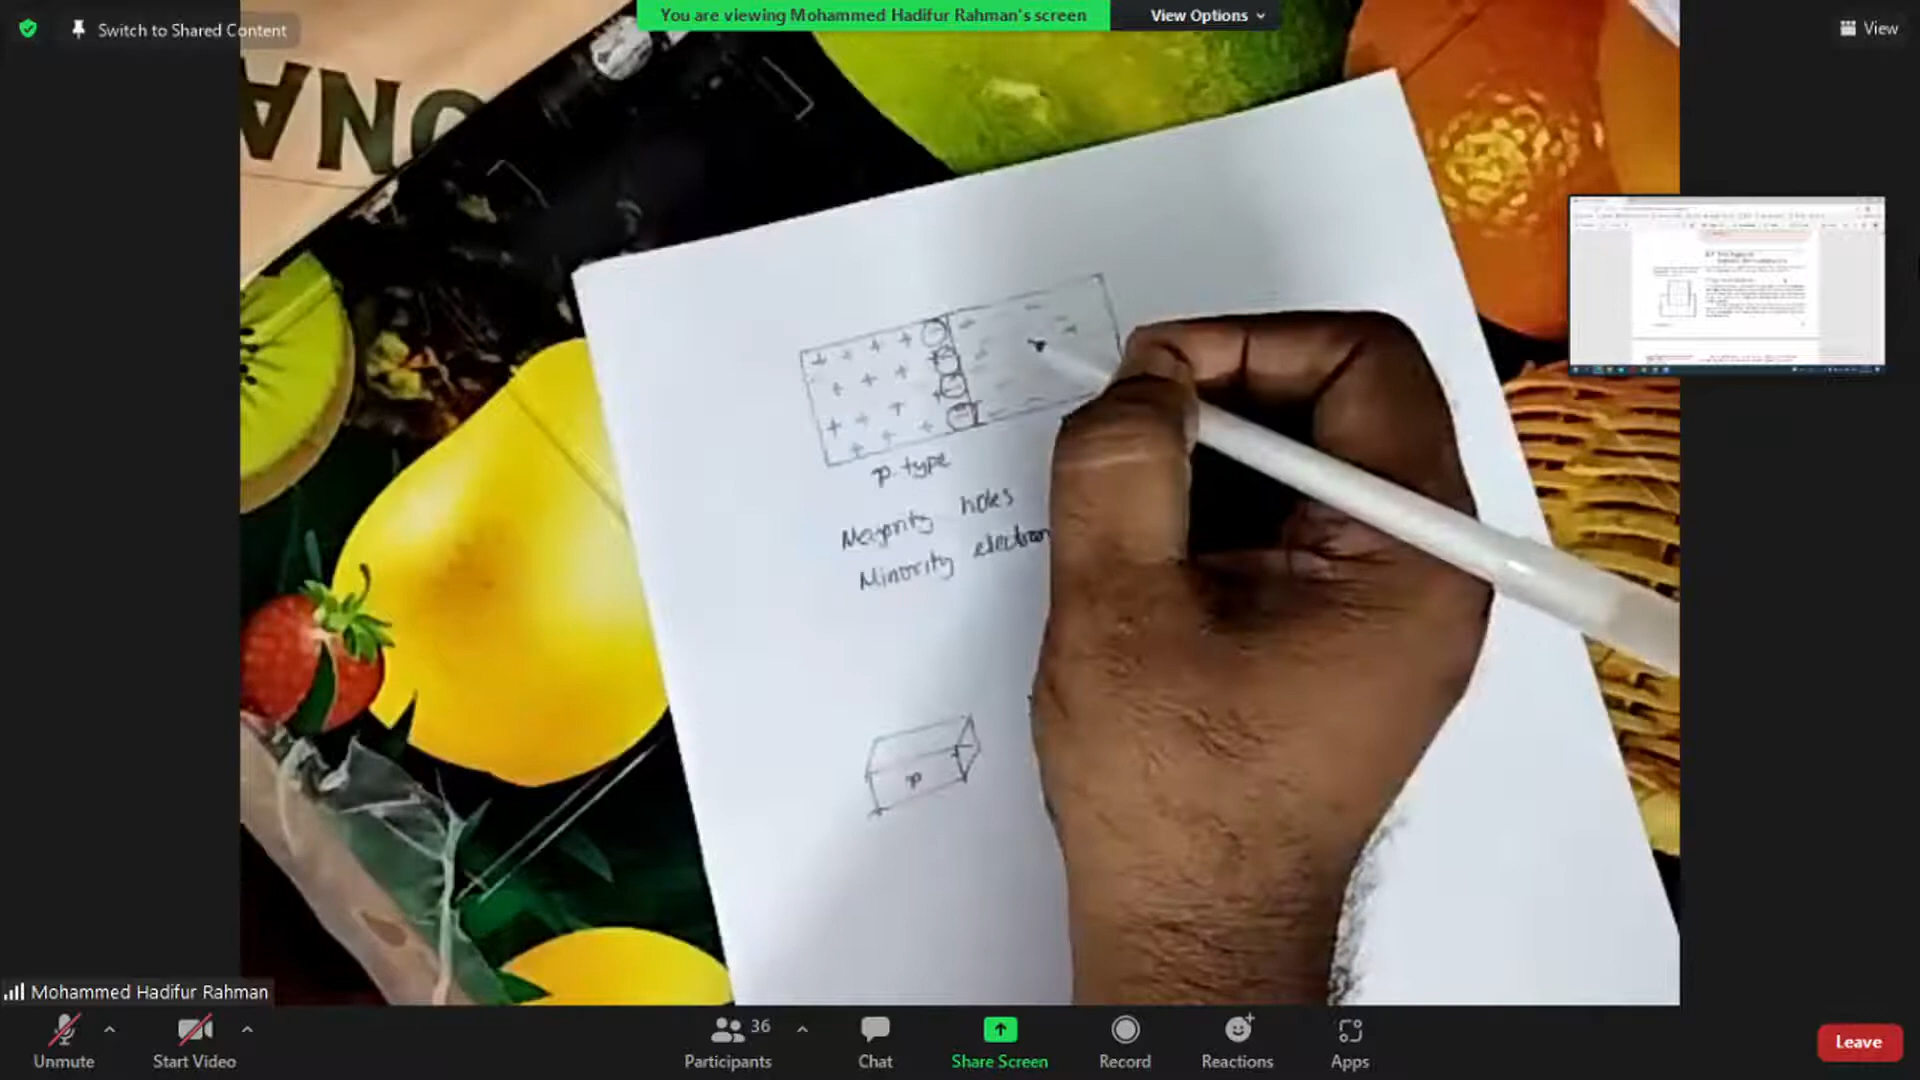 You are viewing Mohammed Hadifur Rahman's screen
View Options
Switch to Shared Content
View
NANO
p-type
Majority holes
Minority electron
p
Mohammed Hadifur Rahman
Unmute
Start Video
Participants
36
Chat
Share Screen
Record
Reactions
Apps
Leave